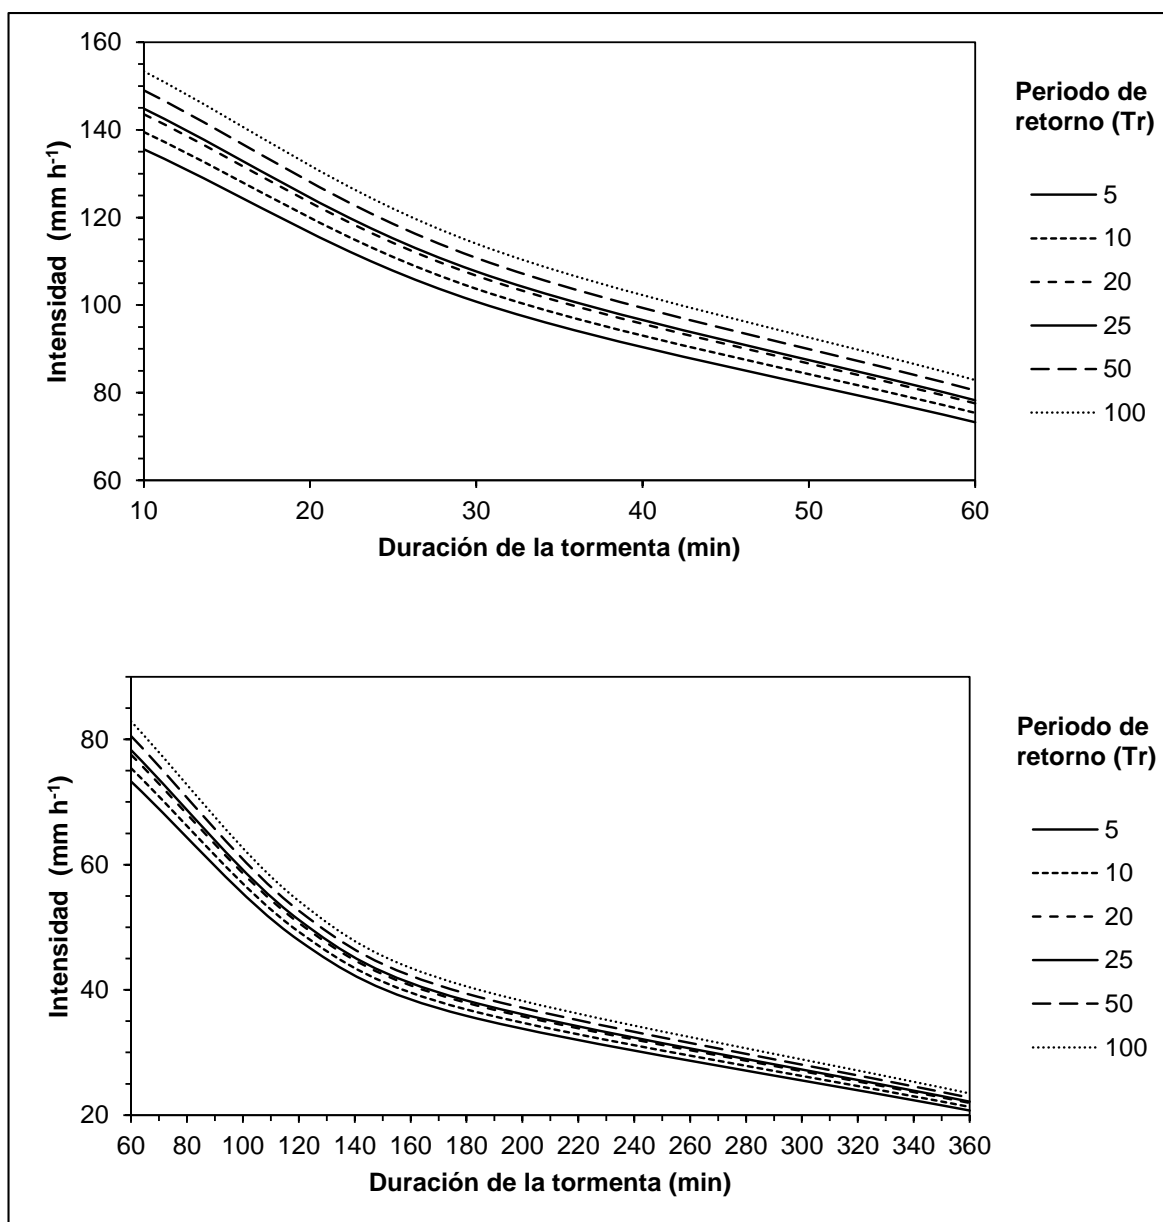 160
140
120
100
80
60
Intensidad (mm h-1)
10 20 30 40 50 60
Duración de la tormenta (min)
Periodo de
retorno (Tr)
5
10
20
25
50
100
80
60
40
20
Intensidad (mm h-1)
60 80 100 120 140 160 180 200 220 240 260 280 300 320 340 360
Duración de la tormenta (min)
Periodo de
retorno (Tr)
5
10
20
25
50
100